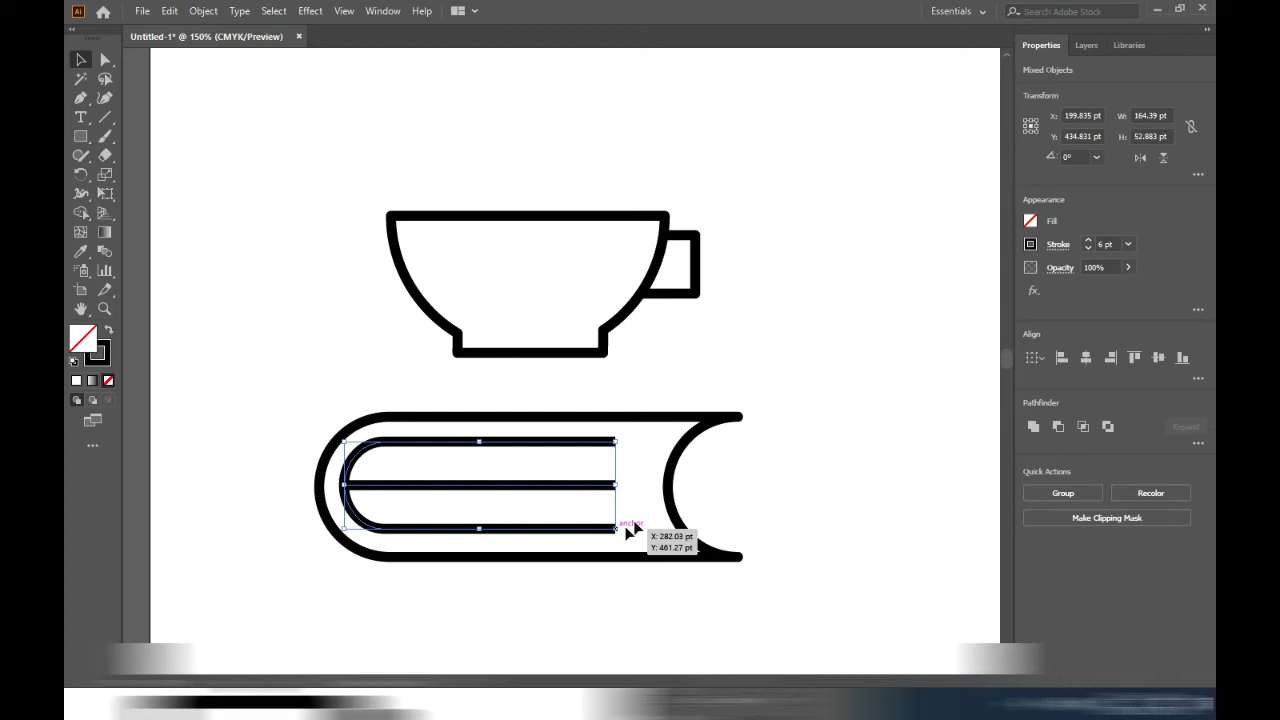 Ai File Edit Object Type Select Effect View Window Help Essentials Search Adobe Stock
Untitled-1* @ 150% (CMYK/Preview) ×
Properties Layers Libraries
Mixed Objects
Transform
X: 199.835 pt W: 164.39 pt
Y: 434.831 pt H: 52.883 pt
0°
Appearance
Fill
Stroke 6 pt
Opacity 100%
fx.
Align
Pathfinder
Expand
Quick Actions
Group Recolor
Make Clipping Mask
anchor
X: 282.03 pt
Y: 461.27 pt